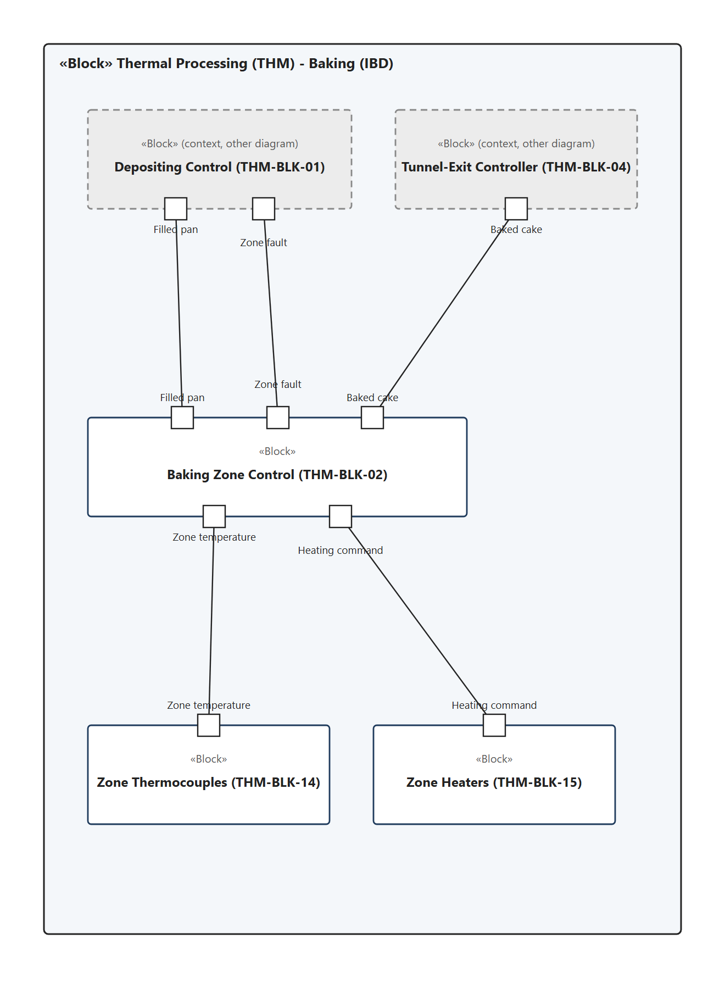 «Block» Thermal Processing (THM) - Baking (IBD)
«Block» (context, other diagram)
Depositing Control (THM-BLK-01)
«Block» (context, other diagram)
Tunnel-Exit Controller (THM-BLK-04)
Filled pan
Zone fault
Baked cake
Zone fault
Filled pan
Baked cake
«Block»
Baking Zone Control (THM-BLK-02)
Zone temperature
Heating command
Zone temperature
Heating command
«Block»
Zone Thermocouples (THM-BLK-14)
«Block»
Zone Heaters (THM-BLK-15)